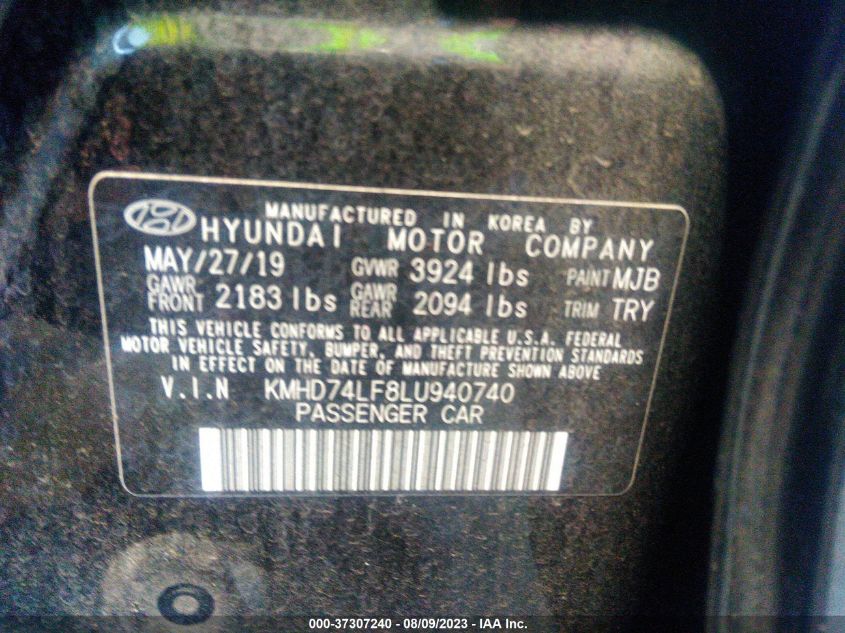 MANUFACTURED IN KOREA BY
HYUNDAI MOTOR COMPANY
MAY/27/19 GVWR 3924 lbs PAINT MJB
GAWR FRONT 2183 lbs GAWR REAR 2094 lbs TRIM TRY
THIS VEHICLE CONFORMS TO ALL APPLICABLE U.S.A. FEDERAL
MOTOR VEHICLE SAFETY, BUMPER, AND THEFT PREVENTION STANDARDS
IN EFFECT ON THE DATE OF MANUFACTURE SHOWN ABOVE
V.I.N KMHD74LF8LU940740
PASSENGER CAR
000-37307240 - 08/09/2023 - IAA Inc.